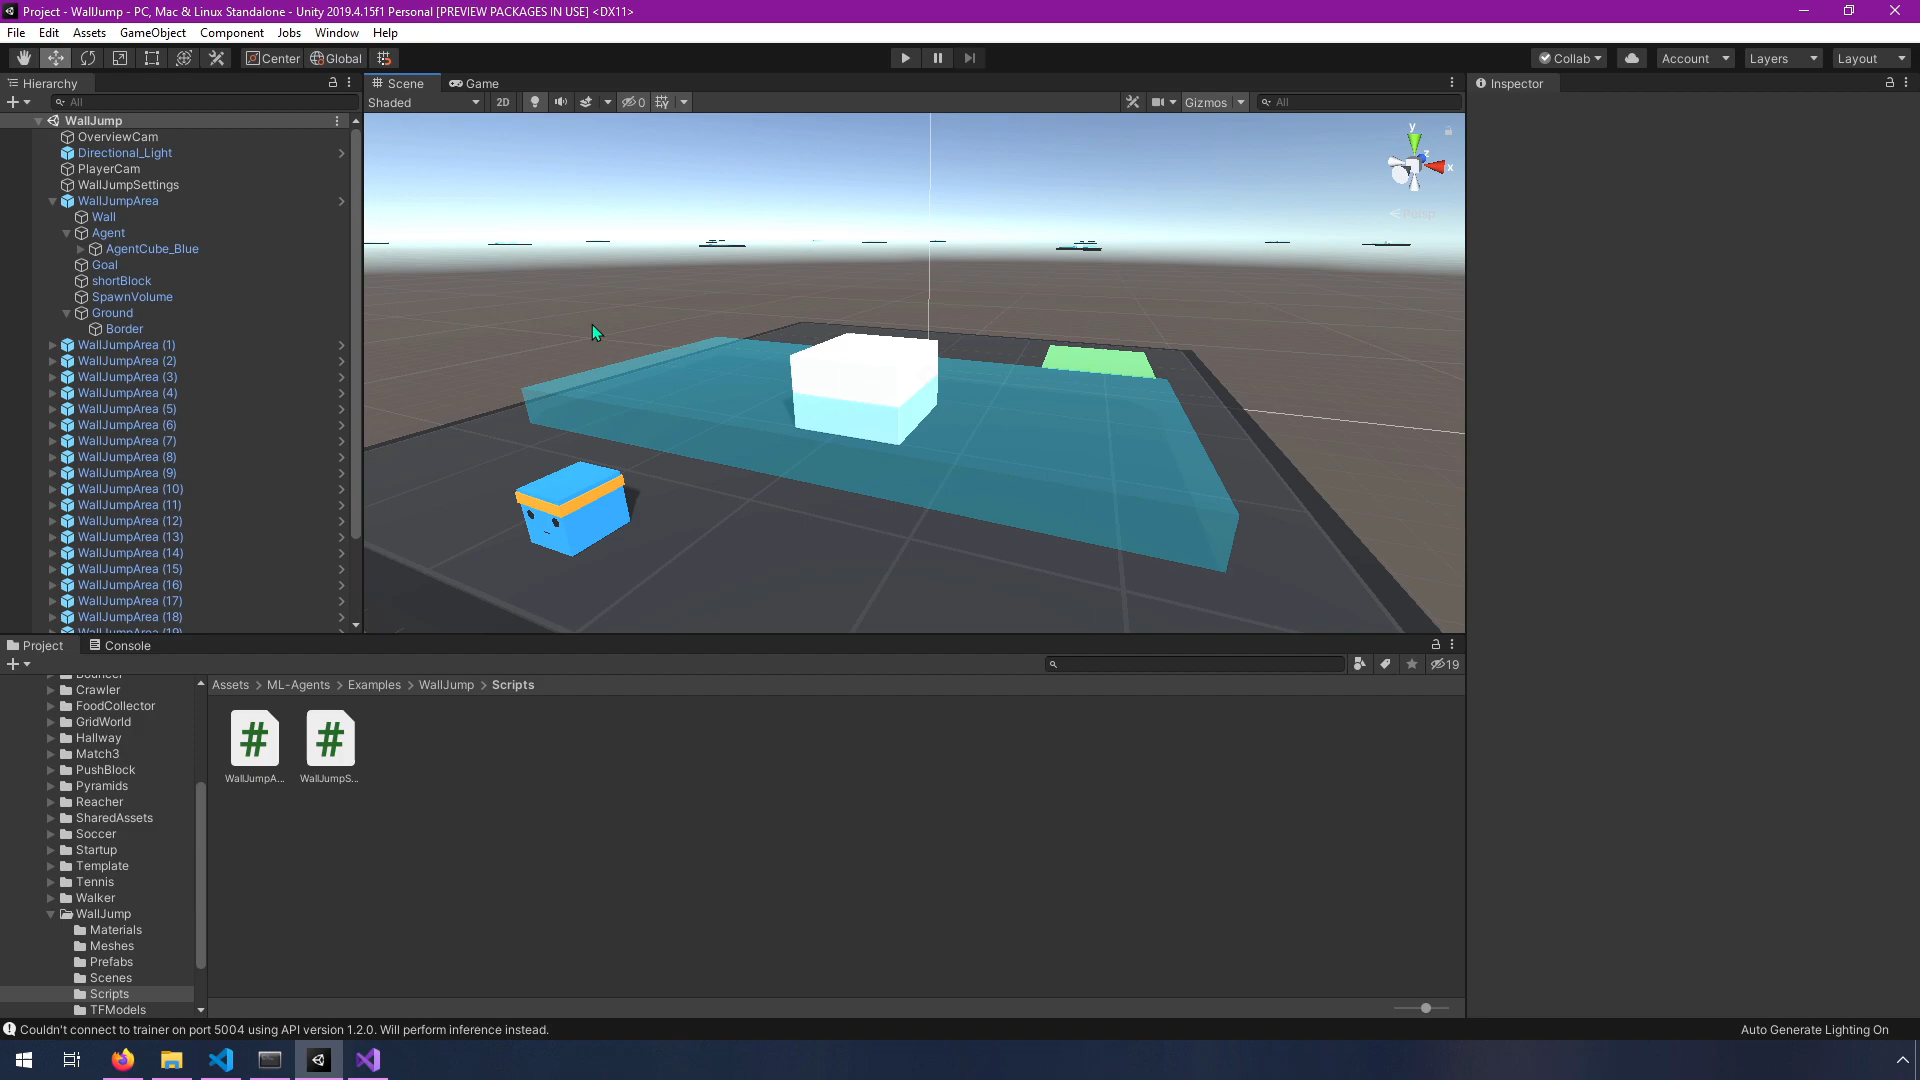 Project - WallJump - PC, Mac & Linux Standalone - Unity 2019.4.15f1 Personal [PREVIEW PACKAGES IN USE] <DX11>
File Edit Assets GameObject Component Jobs Window Help
Center Global Collab Account Layers Layout
Hierarchy Scene Game Inspector
All Shaded 2D 0 Gizmos All
WallJump
OverviewCam
Directional_Light
PlayerCam
WallJumpSettings
WallJumpArea
Wall
Agent
AgentCube_Blue
Goal
shortBlock
SpawnVolume
Ground
Border
WallJumpArea (1)
WallJumpArea (2)
WallJumpArea (3)
WallJumpArea (4)
WallJumpArea (5)
WallJumpArea (6)
WallJumpArea (7)
WallJumpArea (8)
WallJumpArea (9)
WallJumpArea (10)
WallJumpArea (11)
WallJumpArea (12)
WallJumpArea (13)
WallJumpArea (14)
WallJumpArea (15)
WallJumpArea (16)
WallJumpArea (17)
WallJumpArea (18)
WallJumpArea (19)
y
z
x
Persp
Project Console
19
Assets > ML-Agents > Examples > WallJump > Scripts
Bouncer
Crawler
FoodCollector
GridWorld
Hallway
Match3
PushBlock
Pyramids
Reacher
SharedAssets
Soccer
Startup
Template
Tennis
Walker
WallJump
Materials
Meshes
Prefabs
Scenes
Scripts
TFModels
# #
WallJumpA... WallJumpS...
Couldn't connect to trainer on port 5004 using API version 1.2.0. Will perform inference instead.
Auto Generate Lighting On